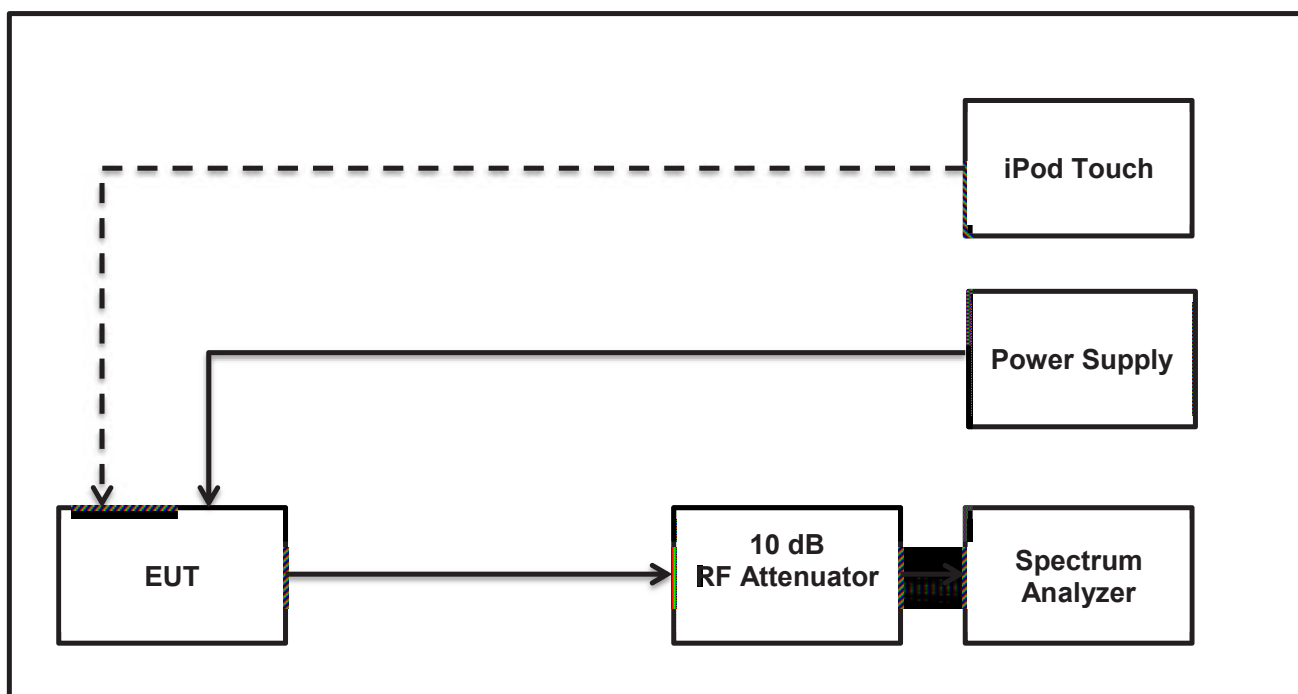 iPod Touch
Power Supply
EUT
10 dB
RF Attenuator
Spectrum
Analyzer